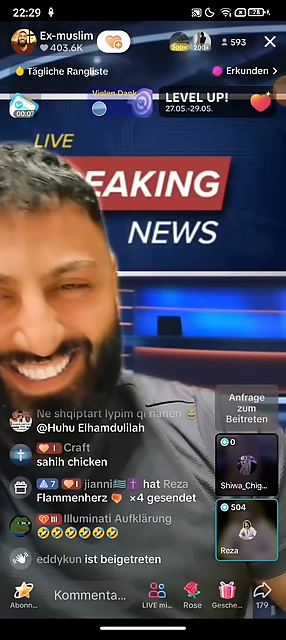 22:29
28
Ex-muslim
403.6K
200+
200+
593
Tägliche Rangliste
Erkunden >
Vielen Dank
00:07
LEVEL UP!
27.05.-29.05.
LIVE
EAKING
NEWS
Anfrage
zum
Beitreten
Ne shqiptart lypim qi nanen
@Huhu Elhamdulilah
I Craft
sahih chicken
7 I jianni hat Reza
Flammenherz ×4 gesendet
III Illuminati Aufklärung
🤣🤣🤣🤣🤣🤣
eddykun ist beigetreten
0
Shiwa_Chig...
504
Reza
Abonn...
Kommenta...
LIVE mi...
Rose
Gesche...
179